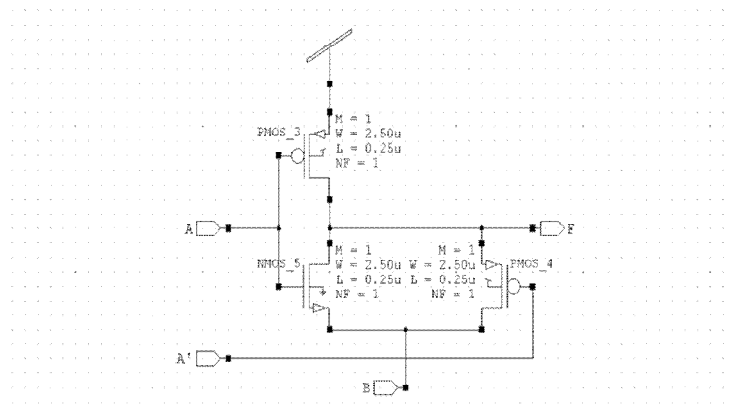 M = 1
PMOS_3
W = 2.50u
L = 0.25u
NF = 1
A
F
M = 1
M = 1
NMOS_5
W = 2.50u
W = 2.50u
PMOS_4
L = 0.25u
L = 0.25u
NF = 1
NF = 1
A'
B